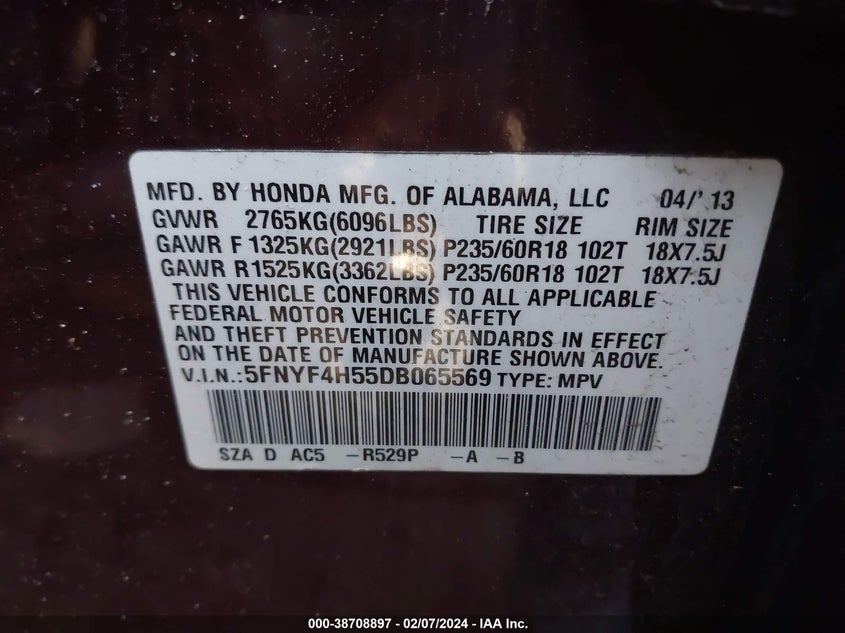 MFD. BY HONDA MFG. OF ALABAMA, LLC 04/'13
GVWR 2765KG(6096LBS) TIRE SIZE RIM SIZE
GAWR F 1325KG(2921LBS) P235/60R18 102T 18X7.5J
GAWR R1525KG(3362LBS) P235/60R18 102T 18X7.5J
THIS VEHICLE CONFORMS TO ALL APPLICABLE
FEDERAL MOTOR VEHICLE SAFETY
AND THEFT PREVENTION STANDARDS IN EFFECT
ON THE DATE OF MANUFACTURE SHOWN ABOVE.
V.I.N.:5FNYF4H55DB065569 TYPE: MPV
SZA D AC5 -R529P -A -B
000-38708897 - 02/07/2024 - IAA Inc.